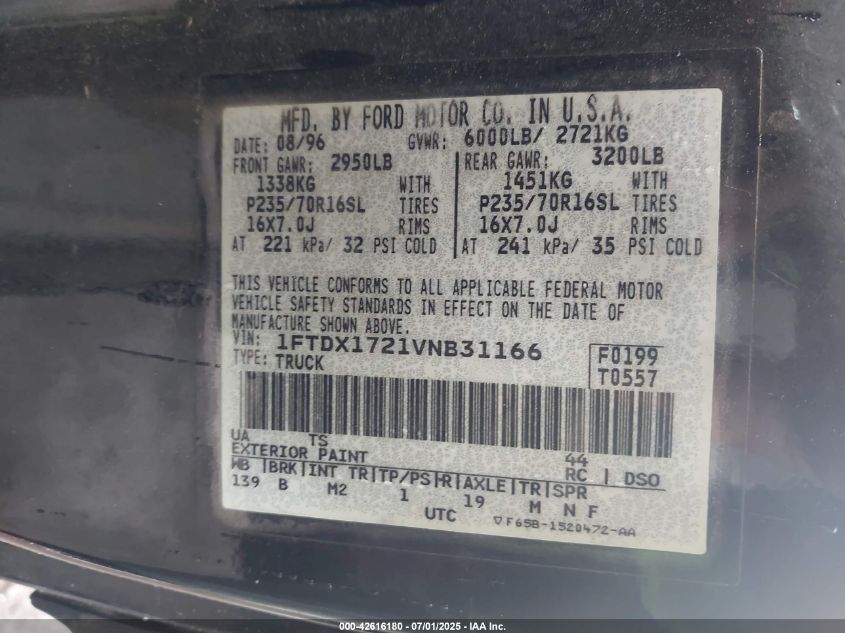 MFD. BY FORD MOTOR CO. IN U.S.A.
DATE: 08/96 GVWR: 6000LB/ 2721KG
FRONT GAWR: 2950LB REAR GAWR: 3200LB
1338KG WITH 1451KG WITH
P235/70R16SL TIRES P235/70R16SL TIRES
16X7.0J RIMS 16X7.0J RIMS
AT 221 kPa/ 32 PSI COLD AT 241 kPa/ 35 PSI COLD
THIS VEHICLE CONFORMS TO ALL APPLICABLE FEDERAL MOTOR
VEHICLE SAFETY STANDARDS IN EFFECT ON THE DATE OF
MANUFACTURE SHOWN ABOVE.
VIN: 1FTDX1721VNB31166 F0199
TYPE: TRUCK T0557
UA TS 44
EXTERIOR PAINT RC DSO
WB BRK INT TR TP/PS R AXLE TR SPR
139 B M2 1 19 M N F
UTC ▽F65B-1520472-AA
000-42616180 - 07/01/2025 - IAA Inc.